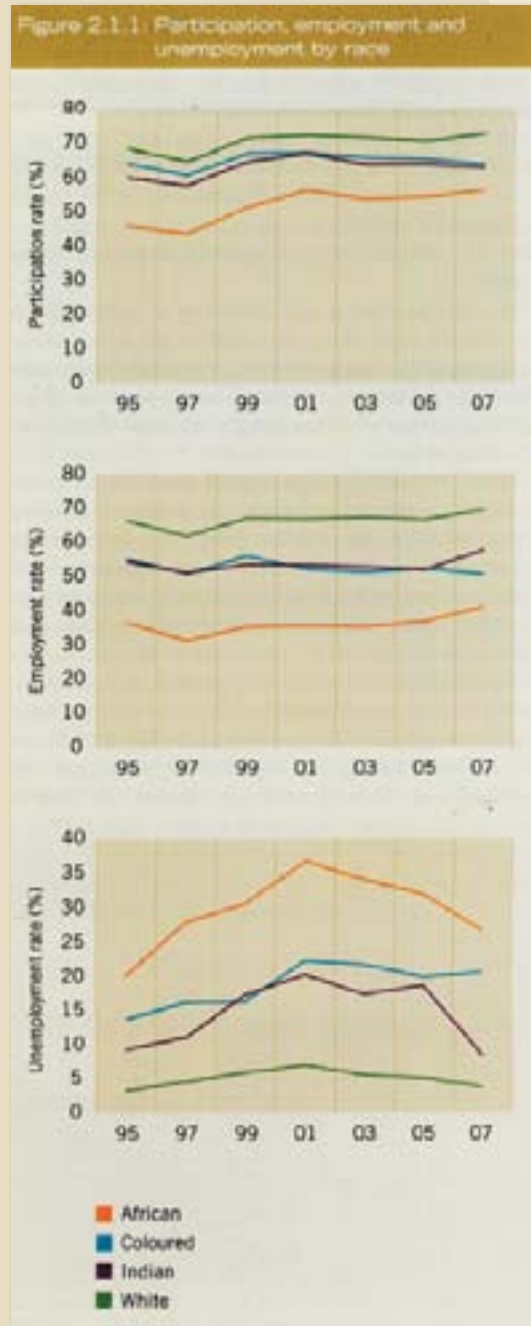 Figure 2.1.1: Participation, employment and
unemployment by race
Participation rate (%)
80
70
60
50
40
30
20
10
0
95 97 99 01 03 05 07
Employment rate (%)
80
70
60
50
40
30
20
10
0
95 97 99 01 03 05 07
Unemployment rate (%)
40
35
30
25
20
15
10
5
0
95 97 99 01 03 05 07
African
Coloured
Indian
White